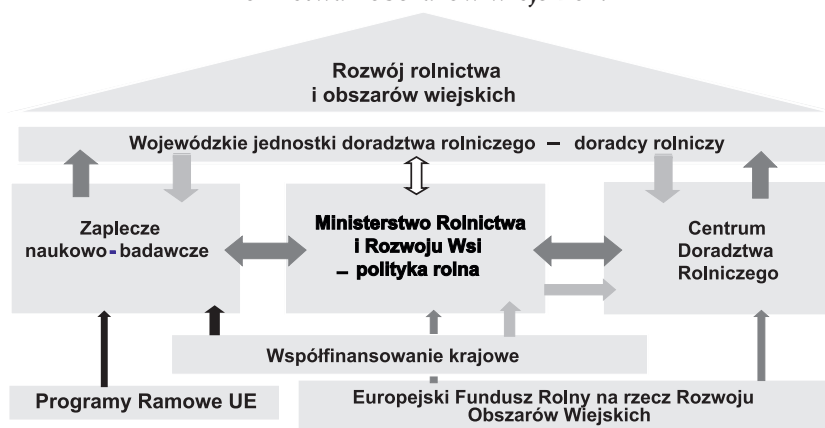 Rozwój rolnictwa
i obszarów wiejskich
Wojewódzkie jednostki doradztwa rolniczego – doradcy rolniczy
Zaplecze
naukowo-badawcze
Ministerstwo Rolnictwa
i Rozwoju Wsi
– polityka rolna
Centrum
Doradztwa
Rolniczego
Współfinansowanie krajowe
Programy Ramowe UE
Europejski Fundusz Rolny na rzecz Rozwoju
Obszarów Wiejskich